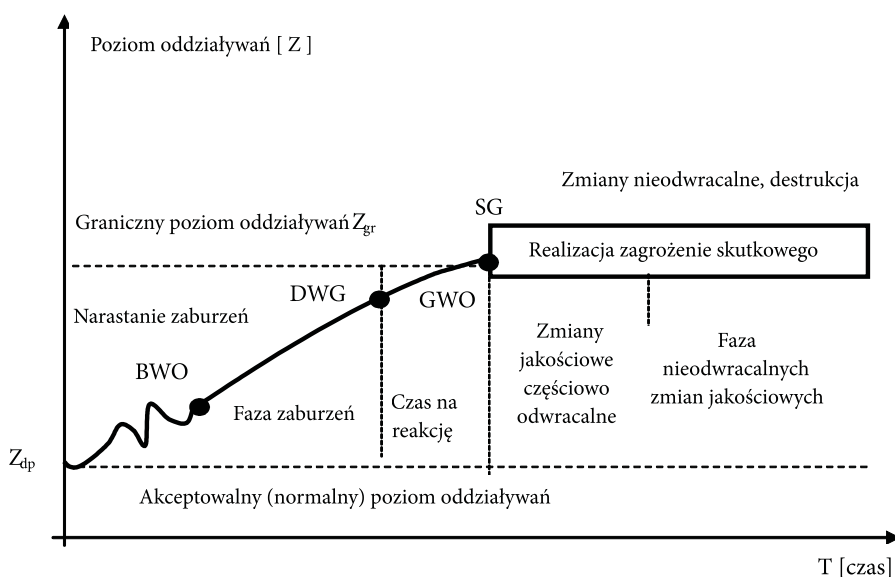 Poziom oddziaływań [ Z ]
Zmiany nieodwracalne, destrukcja
SG
Graniczny poziom oddziaływań Zgr
Realizacja zagrożenie skutkowego
DWG
GWO
Narastanie zaburzeń
BWO
Faza zaburzeń
Czas na
reakcję
Zmiany
jakościowe
częściowo
odwracalne
Faza
nieodwracalnych
zmian jakościowych
Zdp
Akceptowalny (normalny) poziom oddziaływań
T [czas]